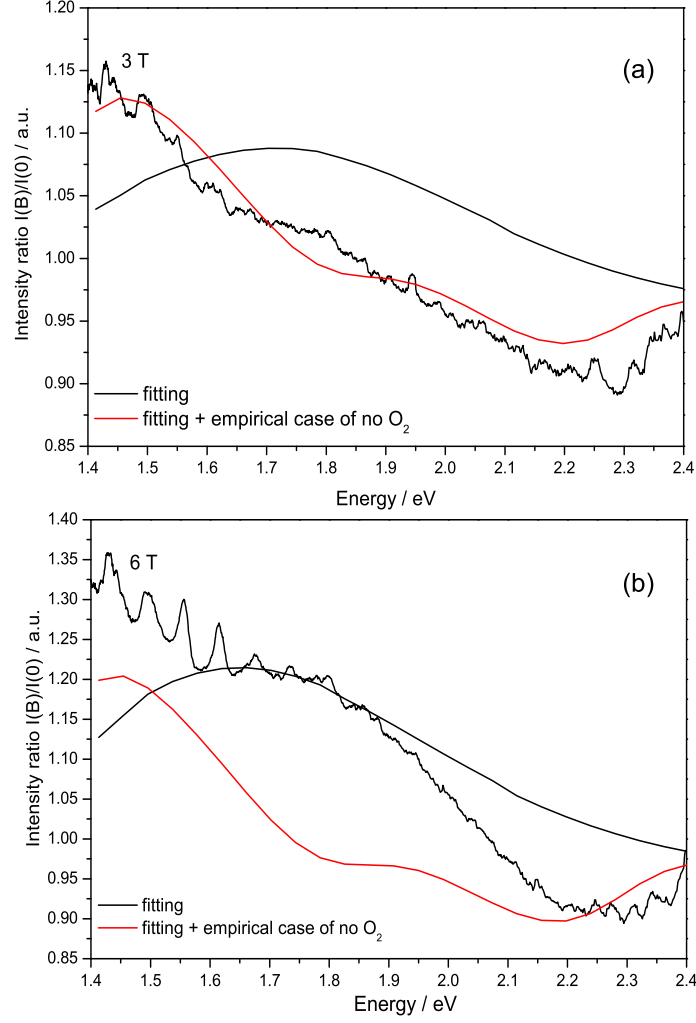 1.20
1.15
1.10
1.05
1.00
0.95
0.90
0.85
Intensity ratio I(B)/I(0) / a.u.
3 T
(a)
fitting
fitting + empirical case of no O2
1.4 1.5 1.6 1.7 1.8 1.9 2.0 2.1 2.2 2.3 2.4
Energy / eV
1.40
1.35
1.30
1.25
1.20
1.15
1.10
1.05
1.00
0.95
0.90
0.85
Intensity ratio I(B)/I(0) / a.u.
6 T
(b)
fitting
fitting + empirical case of no O2
1.4 1.5 1.6 1.7 1.8 1.9 2.0 2.1 2.2 2.3 2.4
Energy / eV